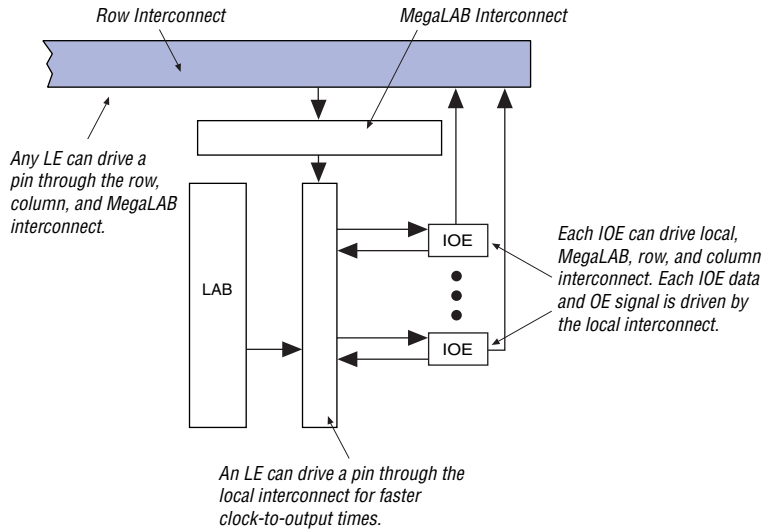 Row Interconnect
MegaLAB Interconnect
Any LE can drive a
pin through the row,
column, and MegaLAB
interconnect.
LAB
IOE
IOE
Each IOE can drive local,
MegaLAB, row, and column
interconnect. Each IOE data
and OE signal is driven by
the local interconnect.
An LE can drive a pin through the
local interconnect for faster
clock-to-output times.